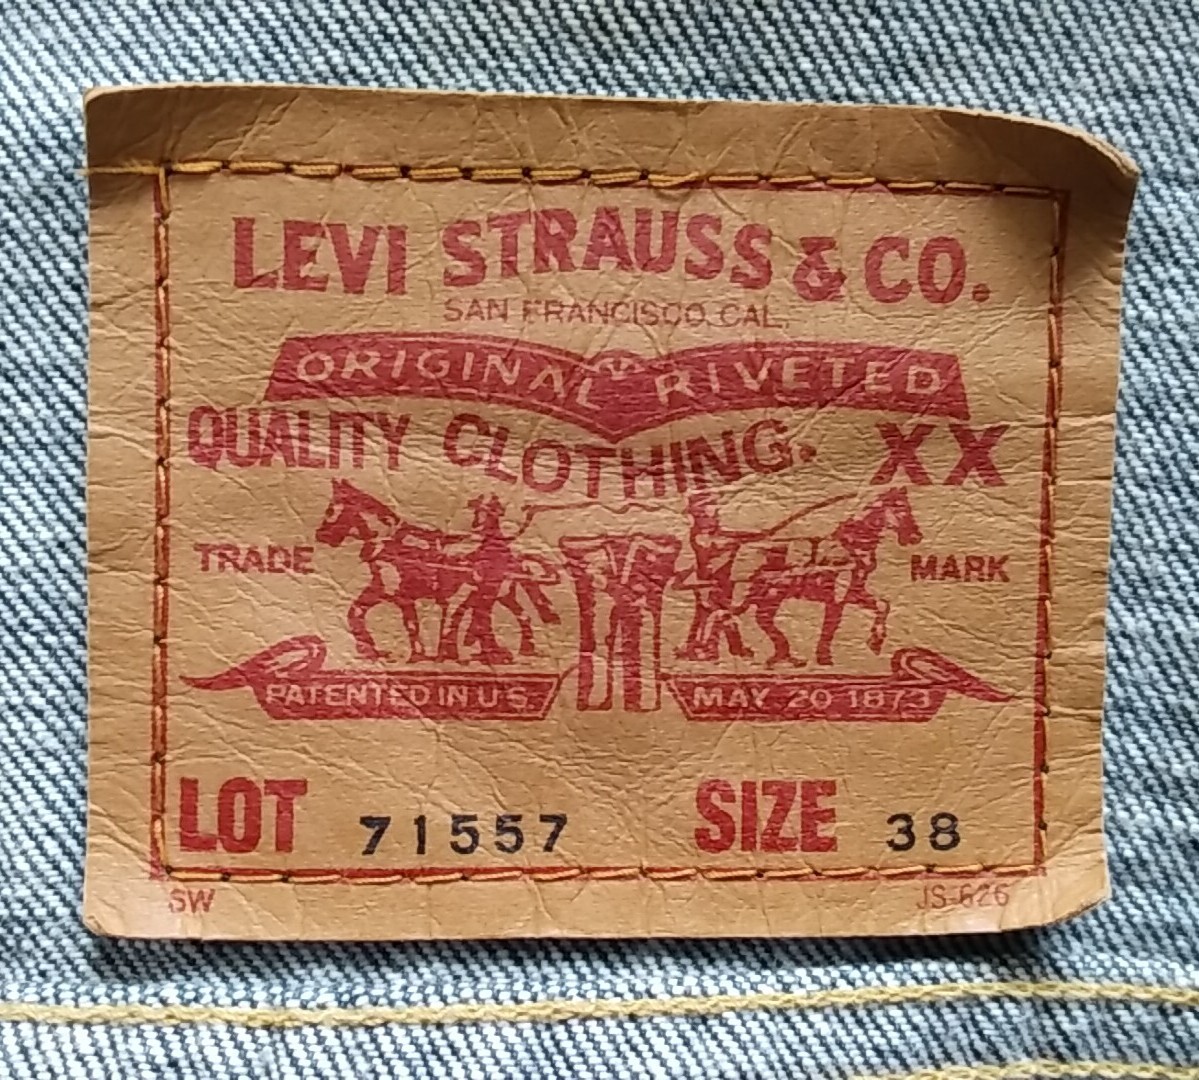 LEVI STRAUSS & CO.
SAN FRANCISCO, CAL.
ORIGINAL RIVETED
QUALITY CLOTHING. XX
TRADE MARK
PATENTED IN U.S. MAY 20 1873
LOT 71557 SIZE 38
SW JS-626